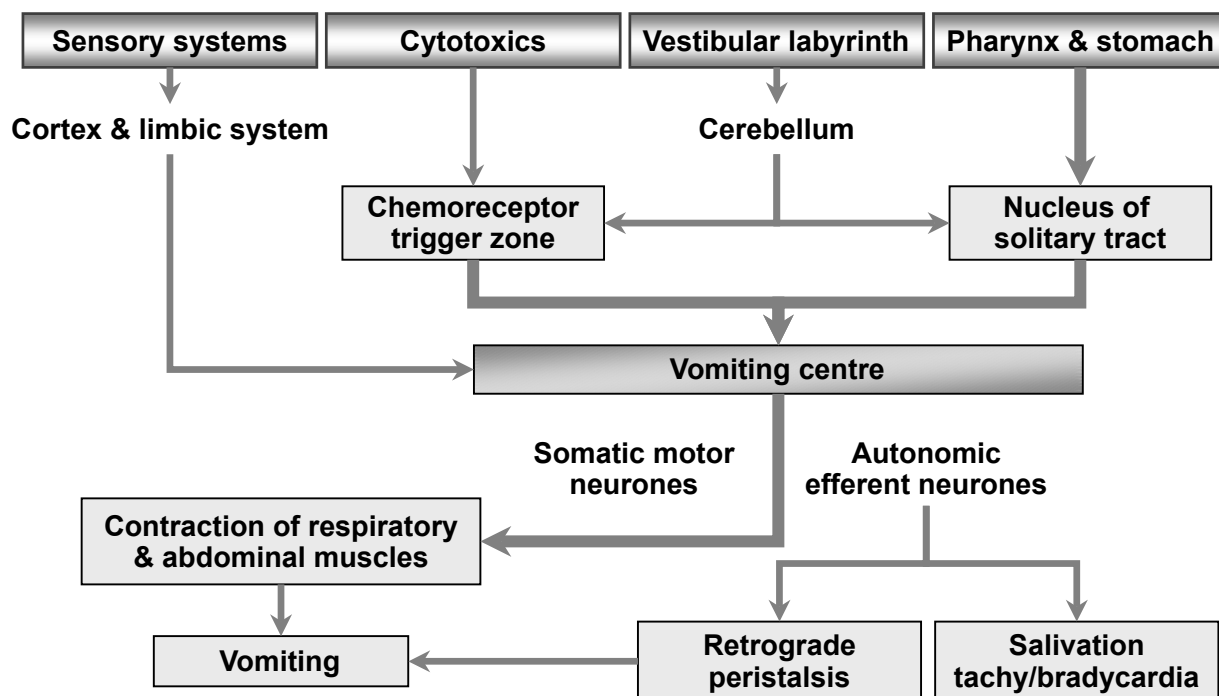 Sensory systems
Cytotoxics
Vestibular labyrinth
Pharynx & stomach
Cortex & limbic system
Cerebellum
Chemoreceptor
trigger zone
Nucleus of
solitary tract
Vomiting centre
Somatic motor
neurones
Autonomic
efferent neurones
Contraction of respiratory
& abdominal muscles
Vomiting
Retrograde
peristalsis
Salivation
tachy/bradycardia